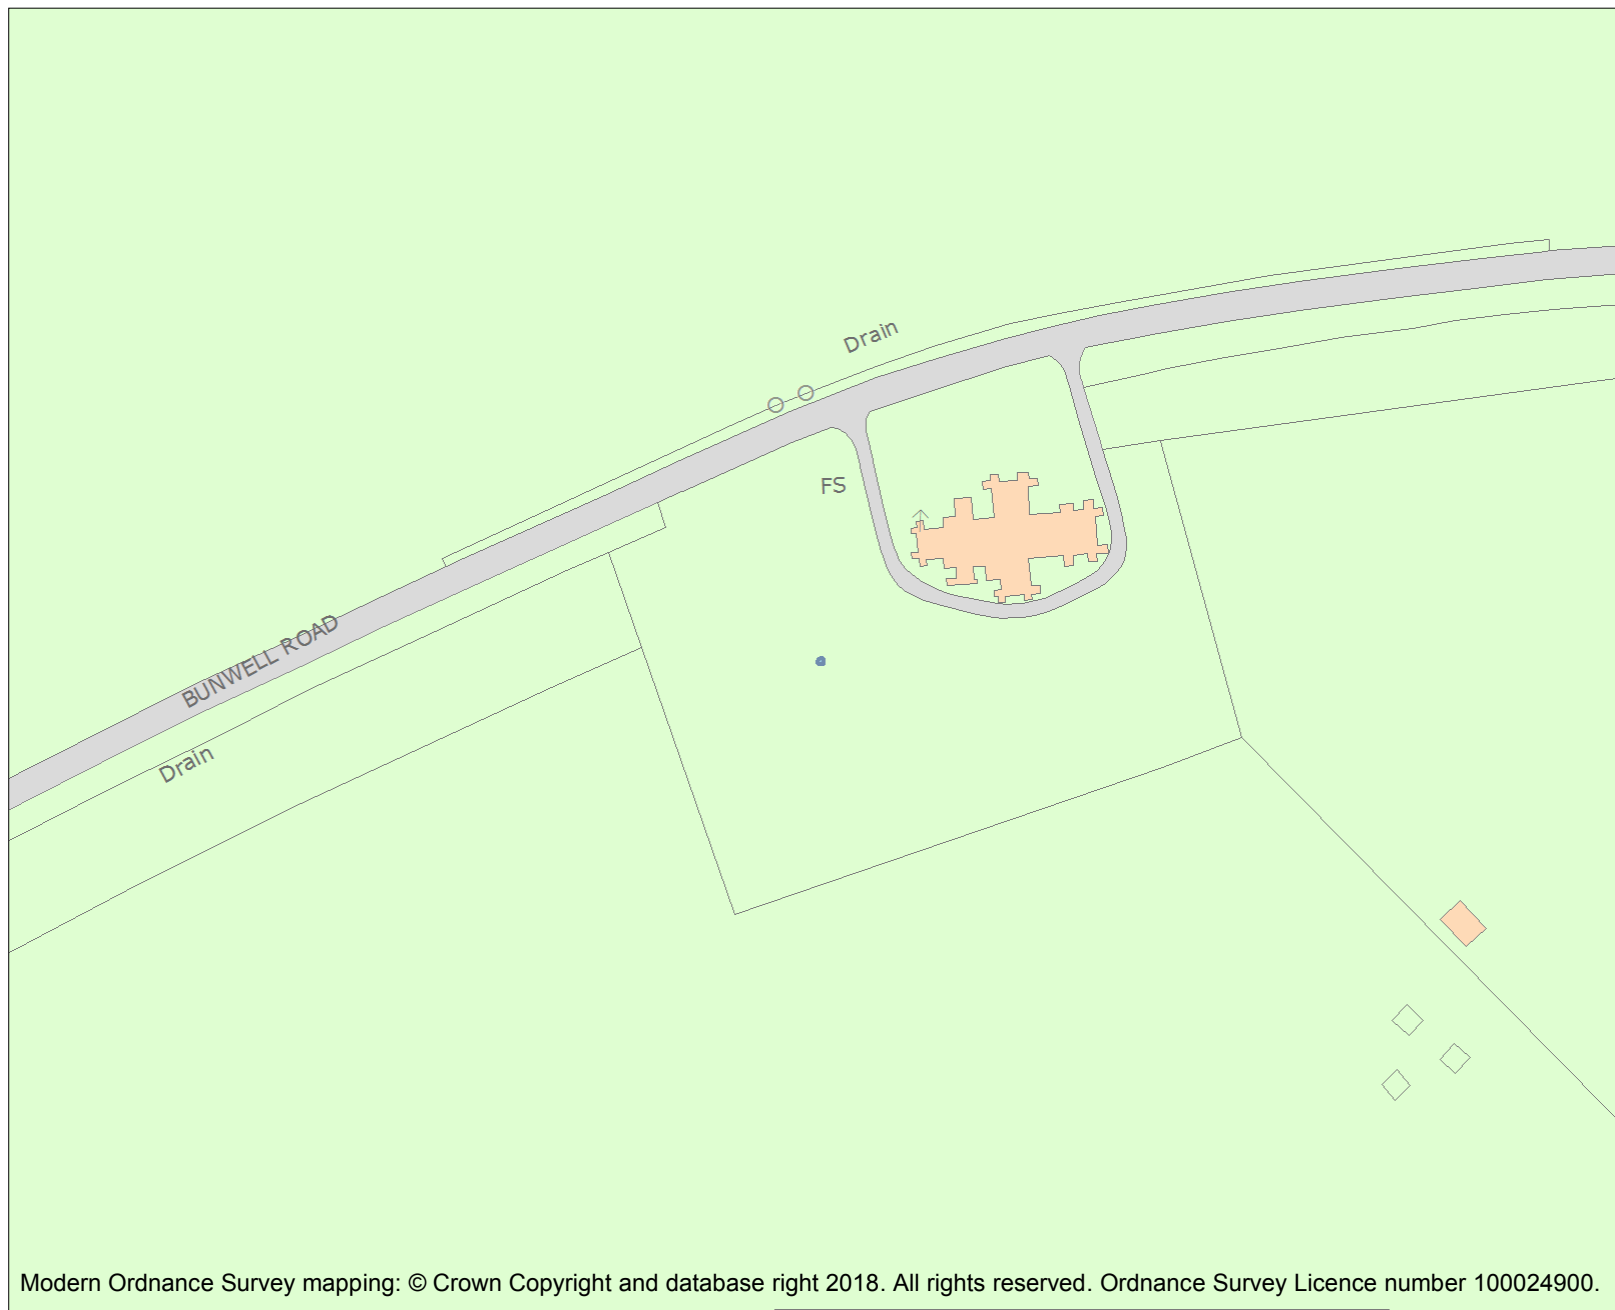 Drain
FS
BUNWELL ROAD
Drain
Modern Ordnance Survey mapping: © Crown Copyright and database right 2018. All rights reserved. Ordnance Survey Licence number 100024900.